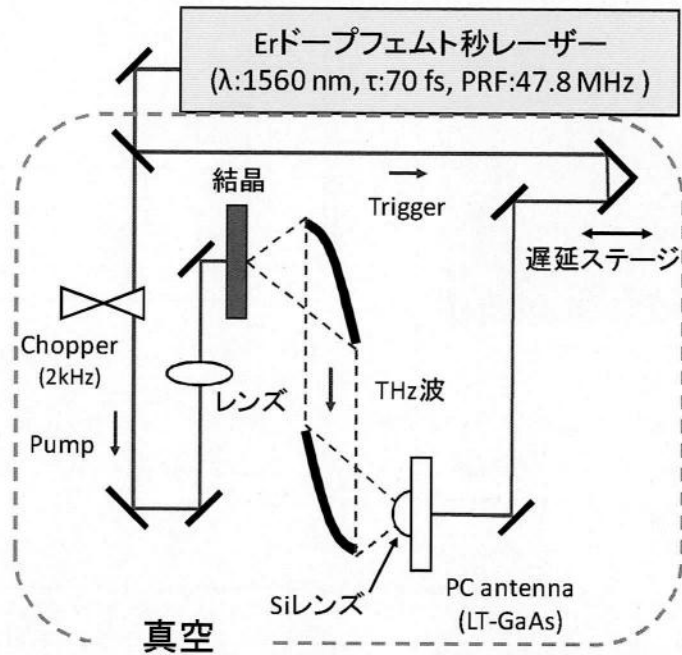 Erドープフェムト秒レーザー
(λ:1560 nm, τ:70 fs, PRF:47.8 MHz )
結晶
Trigger
遅延ステージ
Chopper
(2kHz)
レンズ
THz波
Pump
Siレンズ
PC antenna
(LT-GaAs)
真空